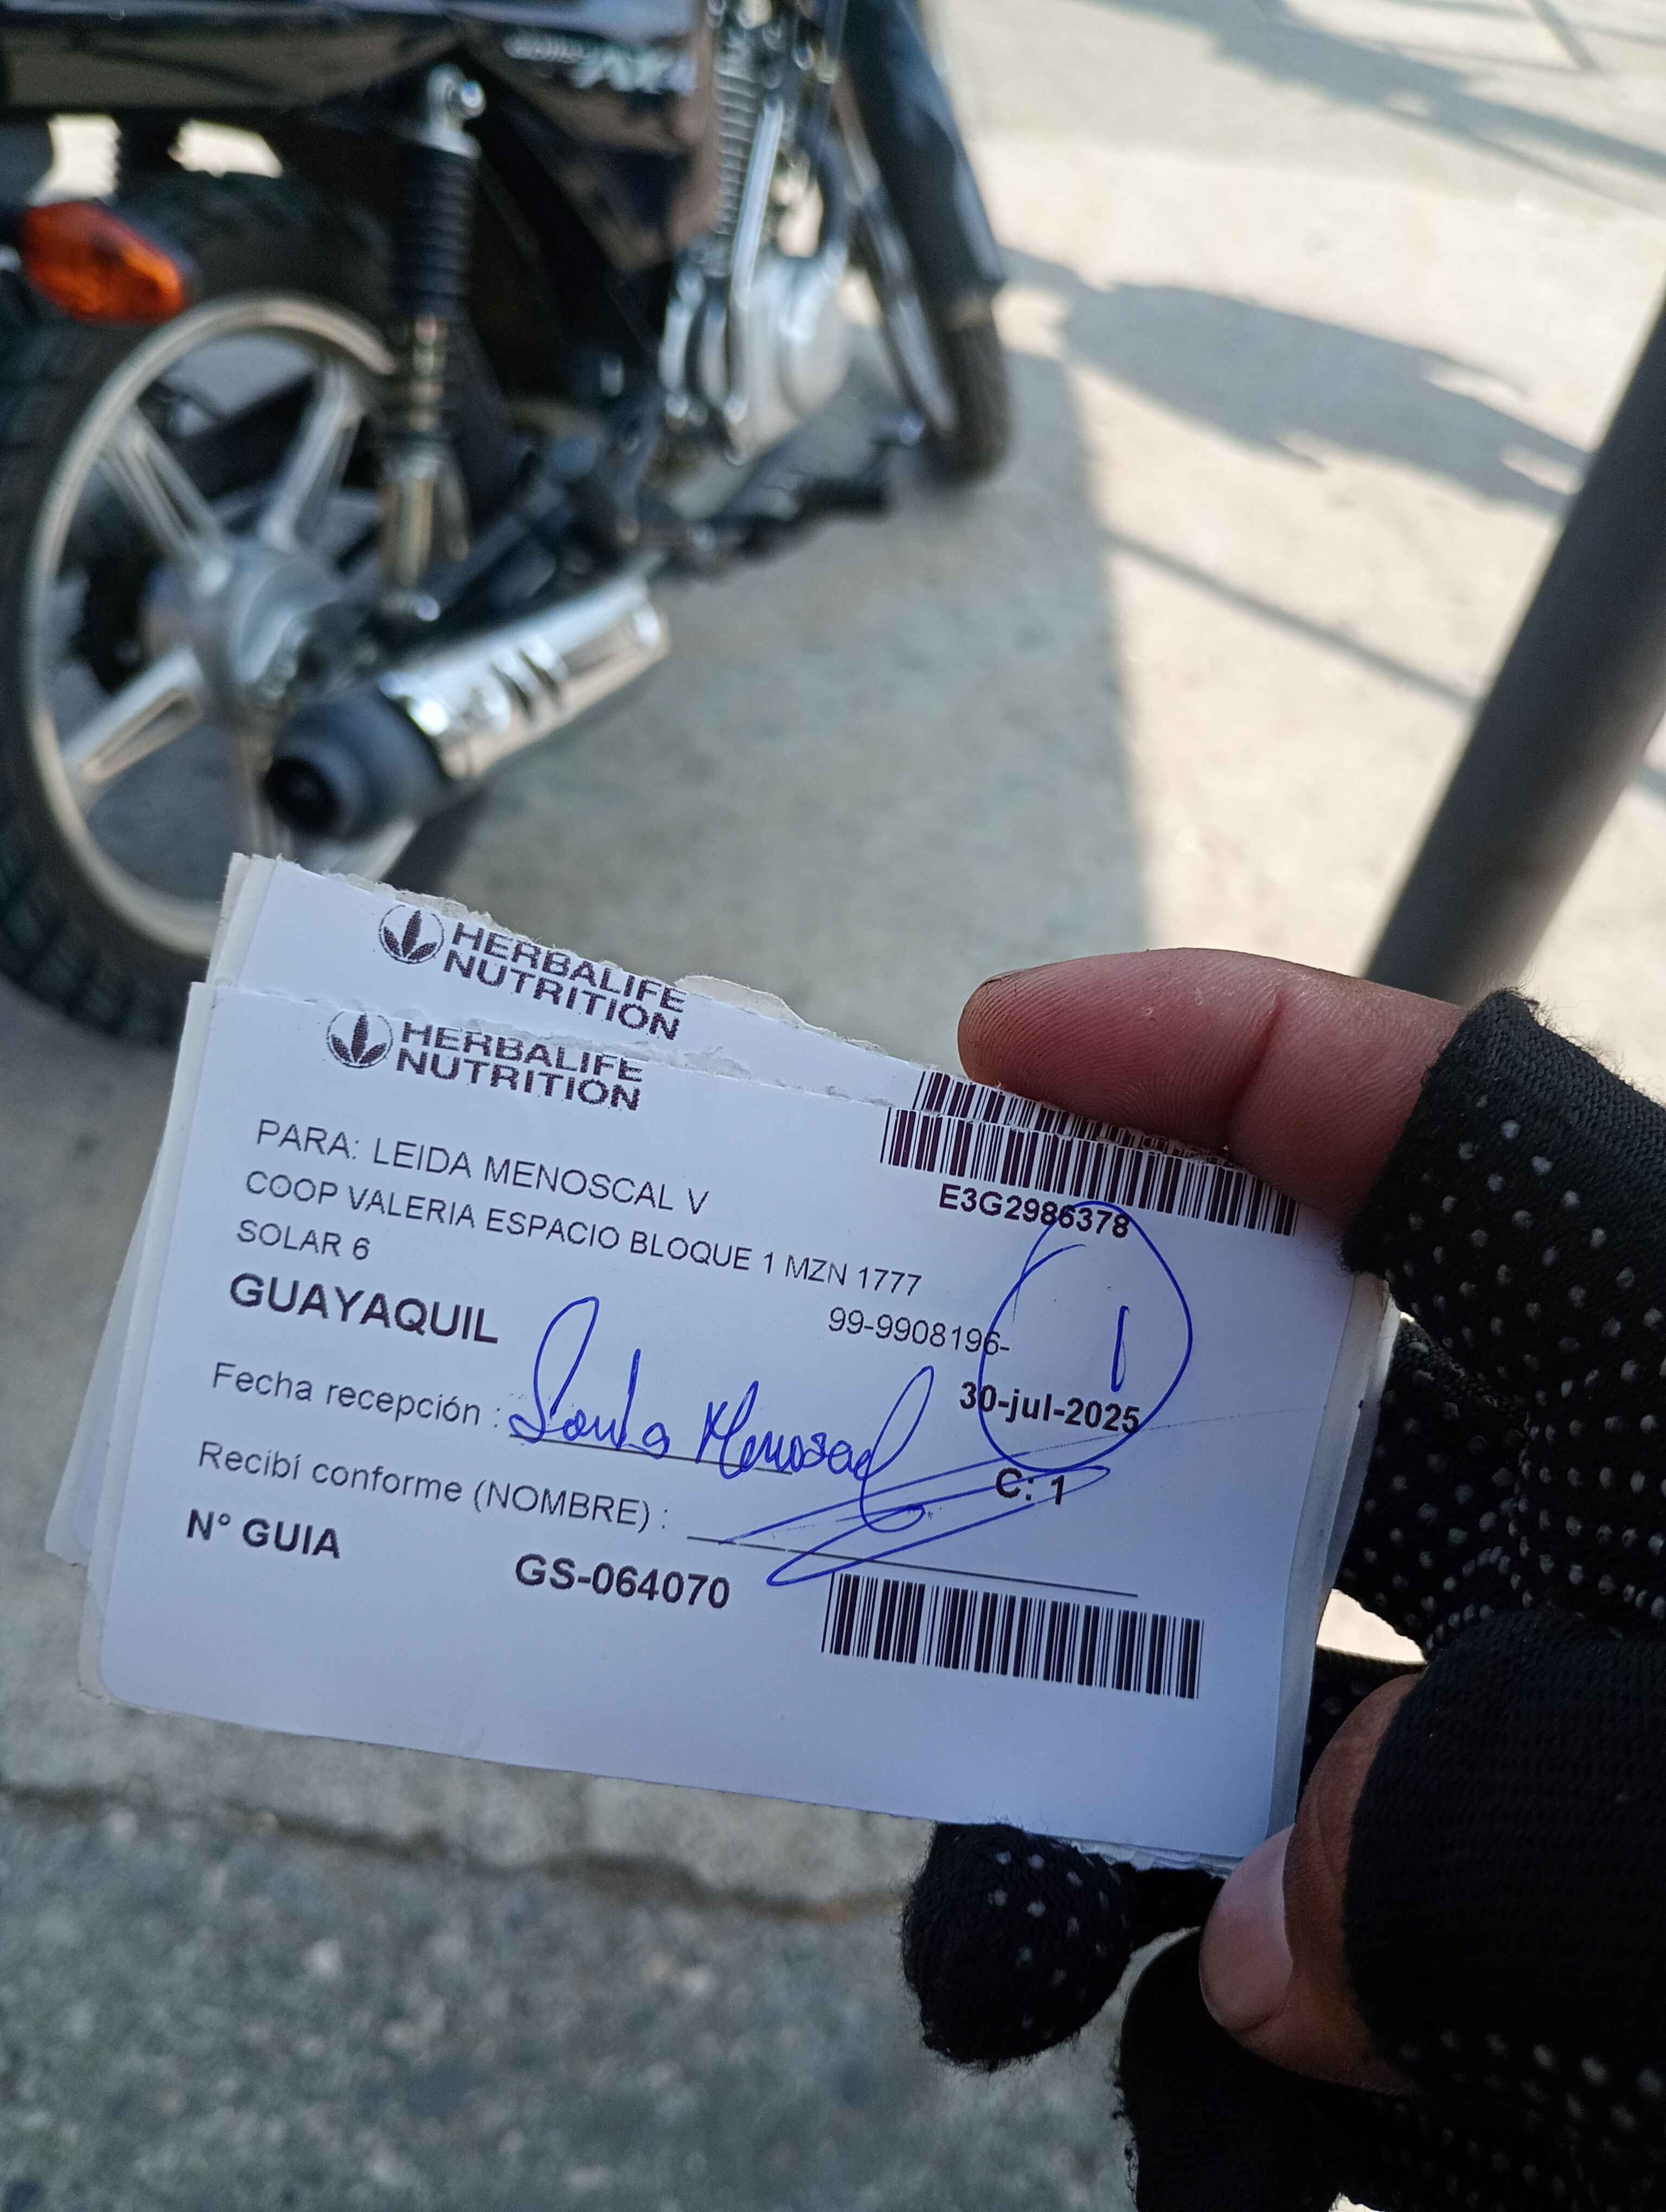 HERBALIFE
NUTRITION
HERBALIFE
NUTRITION
E3G2986378
PARA: LEIDA MENOSCAL V
COOP VALERIA ESPACIO BLOQUE 1 MZN 1777
SOLAR 6
99-9908196-
1
GUAYAQUIL
30-jul-2025
Fecha recepción : Menoscal
C: 1
Recibí conforme (NOMBRE) :
N° GUIA GS-064070